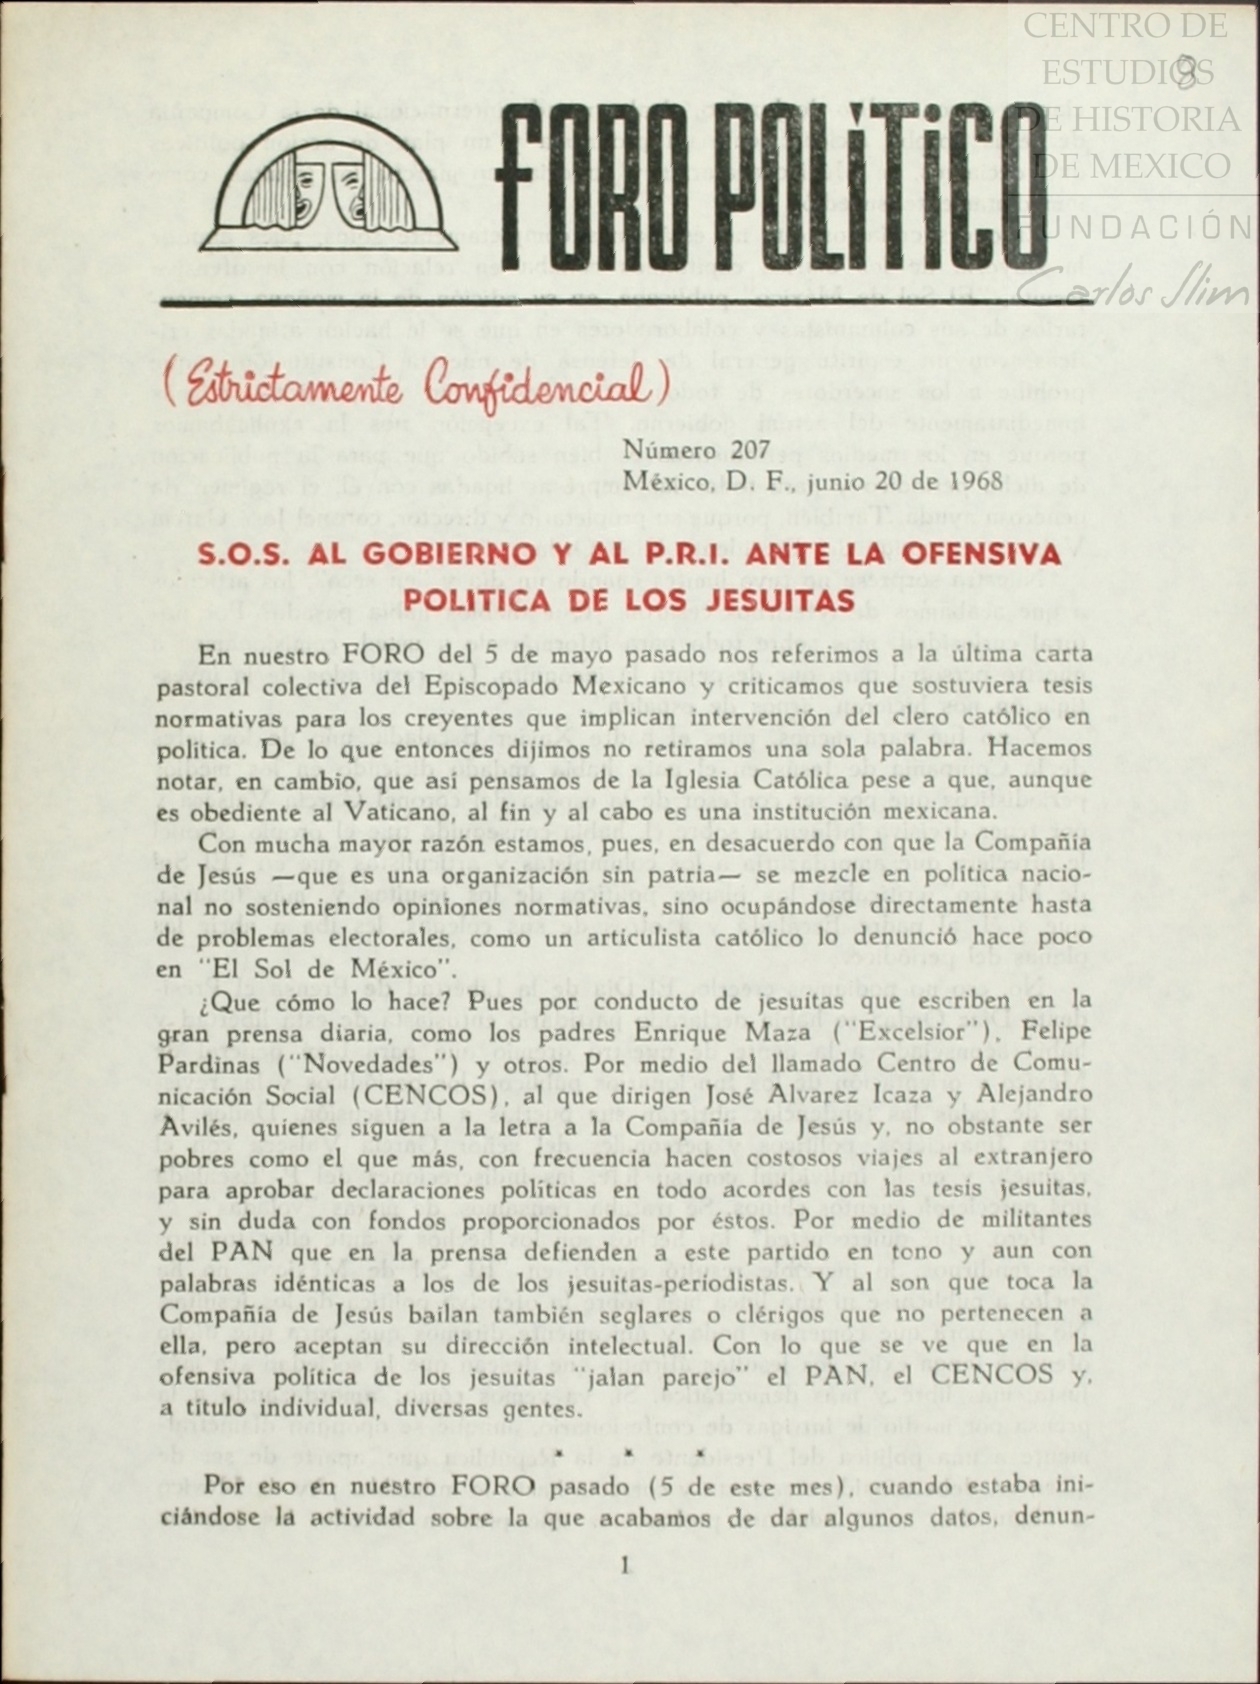 CENTRO DE
ESTUDIOS
DE HISTORIA
DE MEXICO
FUNDACIÓN
Carlos Slim
FORO POLíTiCO
(Estrictamente Confidencial)
Número 207
México, D. F., junio 20 de 1968
S.O.S. AL GOBIERNO Y AL P.R.I. ANTE LA OFENSIVA
POLITICA DE LOS JESUITAS
En nuestro FORO del 5 de mayo pasado nos referimos a la última carta
pastoral colectiva del Episcopado Mexicano y criticamos que sostuviera tesis
normativas para los creyentes que implican intervención del clero católico en
política. De lo que entonces dijimos no retiramos una sola palabra. Hacemos
notar, en cambio, que así pensamos de la Iglesia Católica pese a que, aunque
es obediente al Vaticano, al fin y al cabo es una institución mexicana.
Con mucha mayor razón estamos, pues, en desacuerdo con que la Compañía
de Jesús —que es una organización sin patria— se mezcle en política nacio-
nal no sosteniendo opiniones normativas, sino ocupándose directamente hasta
de problemas electorales, como un articulista católico lo denunció hace poco
en "El Sol de México".
¿Que cómo lo hace? Pues por conducto de jesuitas que escriben en la
gran prensa diaria, como los padres Enrique Maza ("Excelsior"), Felipe
Pardinas ("Novedades") y otros. Por medio del llamado Centro de Comu-
nicación Social (CENCOS), al que dirigen José Alvarez Icaza y Alejandro
Avilés, quienes siguen a la letra a la Compañía de Jesús y, no obstante ser
pobres como el que más, con frecuencia hacen costosos viajes al extranjero
para aprobar declaraciones políticas en todo acordes con las tesis jesuitas,
y sin duda con fondos proporcionados por éstos. Por medio de militantes
del PAN que en la prensa defienden a este partido en tono y aun con
palabras idénticas a los de los jesuitas-periodistas. Y al son que toca la
Compañía de Jesús bailan también seglares o clérigos que no pertenecen a
ella, pero aceptan su dirección intelectual. Con lo que se ve que en la
ofensiva política de los jesuitas "jalan parejo" el PAN, el CENCOS y,
a título individual, diversas gentes.
* * *
Por eso en nuestro FORO pasado (5 de este mes), cuando estaba ini-
ciándose la actividad sobre la que acabamos de dar algunos datos, denun-
1